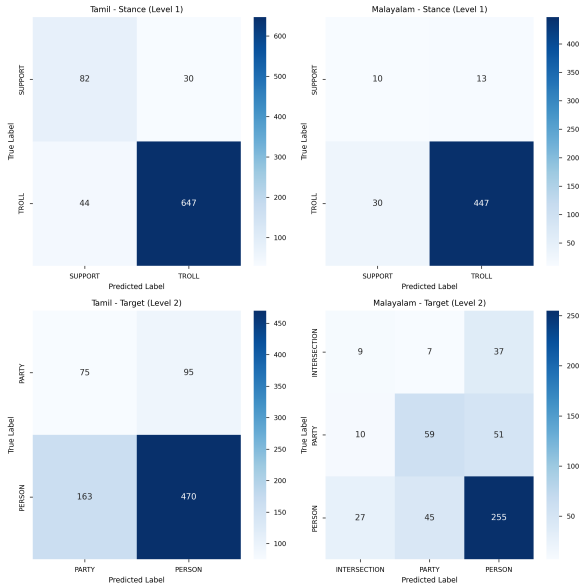 Tamil - Stance (Level 1)
SUPPORT
TROLL
True Label
82 30
44 647
SUPPORT TROLL
Predicted Label
600
500
400
300
200
100
Malayalam - Stance (Level 1)
SUPPORT
TROLL
True Label
10 13
30 447
SUPPORT TROLL
Predicted Label
400
350
300
250
200
150
100
50
Tamil - Target (Level 2)
PARTY
PERSON
True Label
75 95
163 470
PARTY PERSON
Predicted Label
450
400
350
300
250
200
150
100
Malayalam - Target (Level 2)
INTERSECTION
PARTY
PERSON
True Label
9 7 37
10 59 51
27 45 255
INTERSECTION PARTY PERSON
Predicted Label
250
200
150
100
50